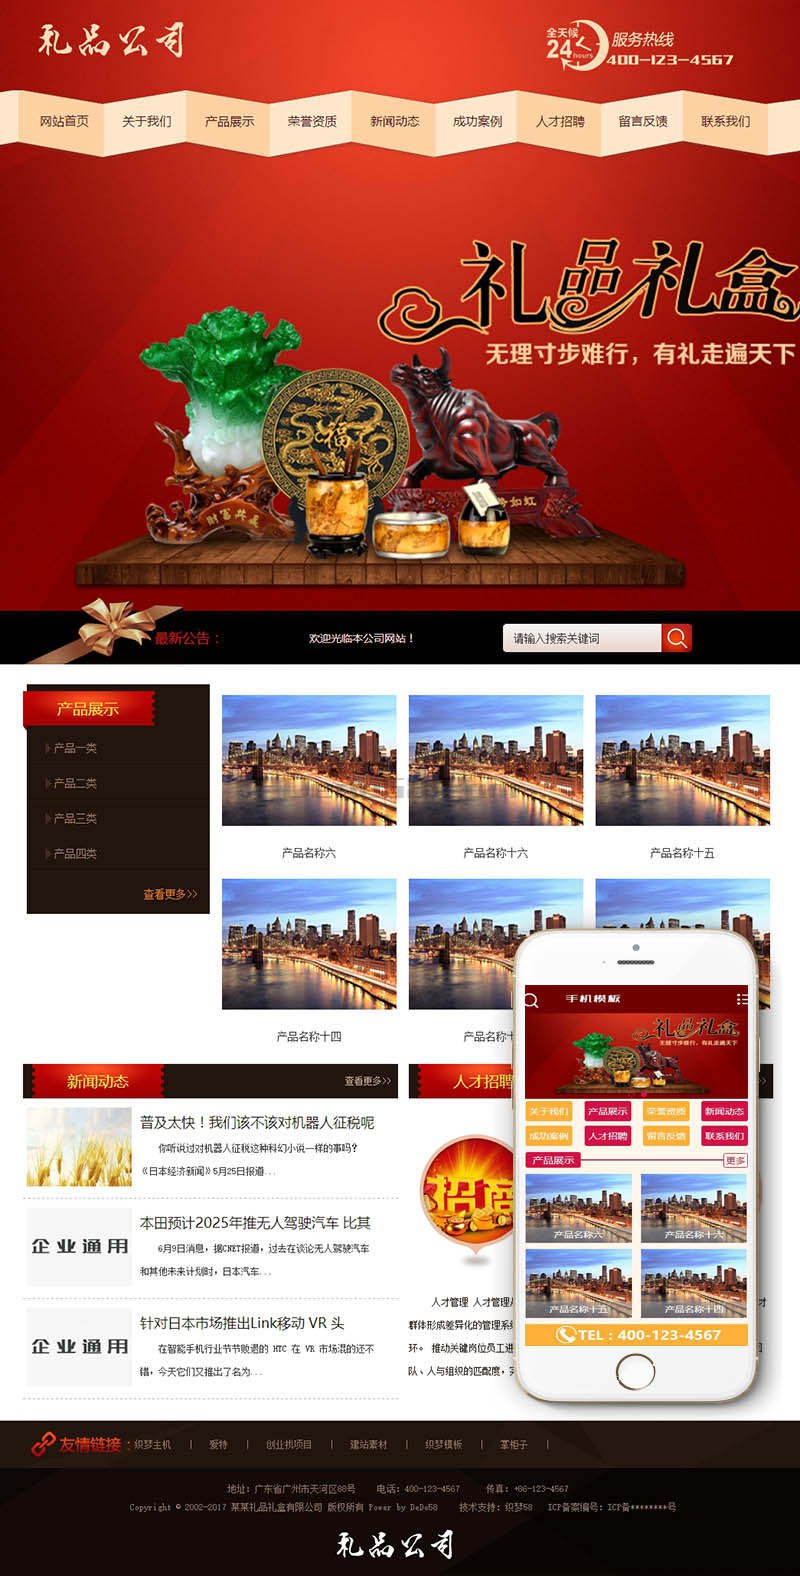 礼品公司
全天候
24 hours
服务热线
400-123-4567
网站首页 关于我们 产品展示 荣誉资质 新闻动态 成功案例 人才招聘 留言反馈 联系我们
礼品礼盒
无理寸步难行，有礼走遍天下
福
最新公告：
欢迎光临本公司网站！
请输入搜索关键词
产品展示
产品一类
产品二类
产品三类
产品四类
查看更多>>
产品名称六 产品名称十六 产品名称十五
产品名称十四
新闻动态
查看更多>>
普及太快！我们该不该对机器人征税呢
你听说过对机器人征税这种科幻小说一样的事吗?
《日本经济新闻》5月25日报道...
企业通用
本田预计2025年推无人驾驶汽车 比其
6月9日消息，据CNET报道，过去在谈论无人驾驶汽车
和其他未来计划时，日本汽车...
企业通用
针对日本市场推出Link移动 VR 头
在智能手机行业节节败退的 HTC 在 VR 市场混的还不
错，今天它们又推出了名为...
人才招聘
招商
人才管理 人才管理
群体形成差异化的管理系
环。 推动关键岗位员工进
队、人与组织的匹配度，
手机模板
礼品礼盒
无理寸步难行，有礼走遍天下
关于我们 产品展示 荣誉资质 新闻动态
成功案例 人才招聘 留言反馈 联系我们
产品展示
更多
产品名称六 产品名称十六
产品名称十五 产品名称十四
TEL：400-123-4567
友情链接：织梦主机 | 爱特 | 创业找项目 | 建站素材 | 织梦模板 | 罩柜子 |
地址：广东省广州市天河区88号 电话：400-123-4567 传真：+86-123-4567
Copyright © 2002-2017 某某礼品礼盒有限公司 版权所有 Power by DeDe58 技术支持：织梦58 ICP备案编号：ICP备********号
礼品公司